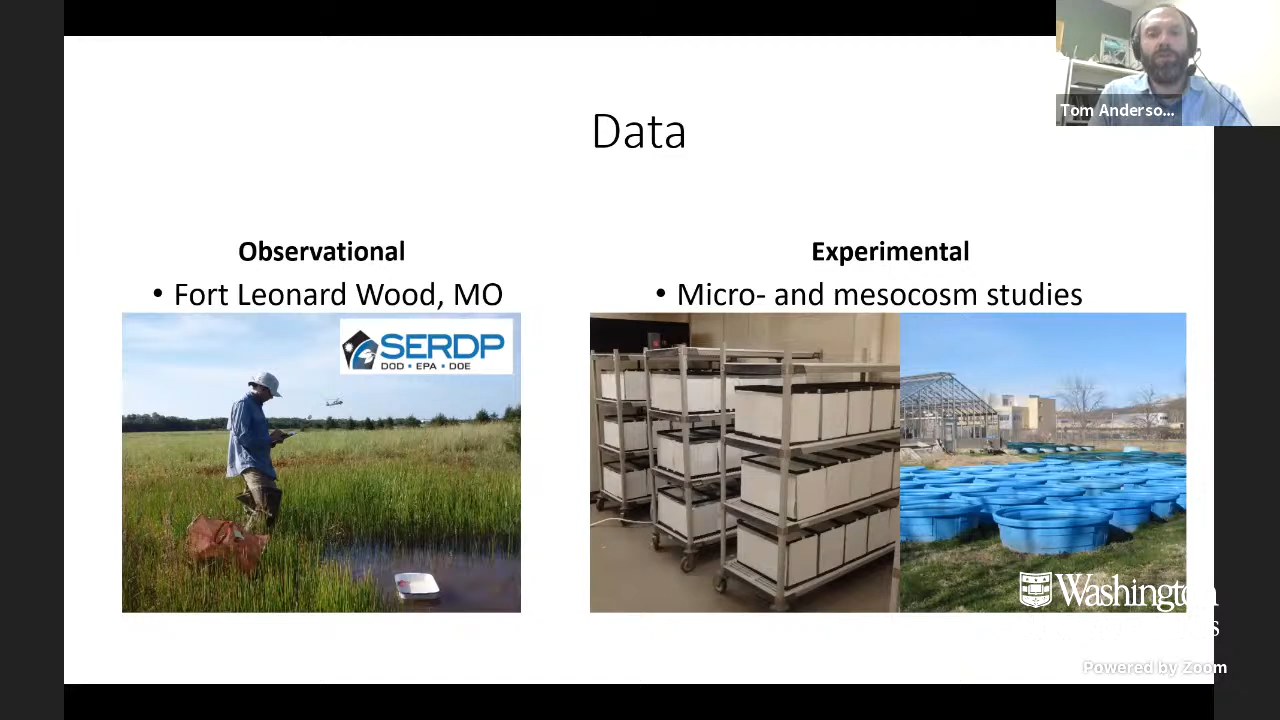 Tom Anderso...
Data
Observational
• Fort Leonard Wood, MO
SERDP
DOD • EPA • DOE
Experimental
• Micro- and mesocosm studies
Washington
Powered by Zoom